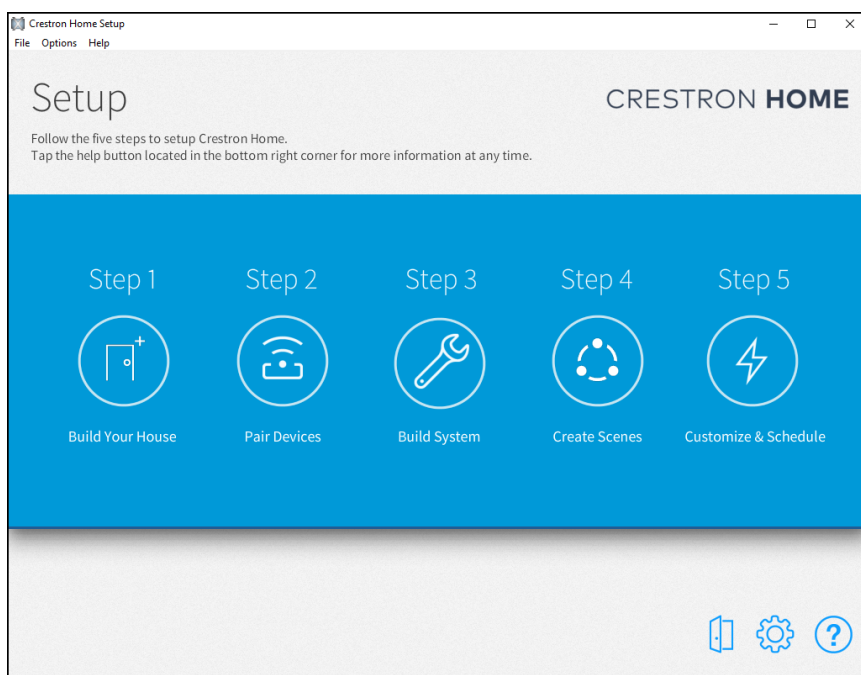 Crestron Home Setup
File Options Help
Setup
CRESTRON HOME
Follow the five steps to setup Crestron Home.
Tap the help button located in the bottom right corner for more information at any time.
Step 1 Step 2 Step 3 Step 4 Step 5
Build Your House Pair Devices Build System Create Scenes Customize & Schedule
?